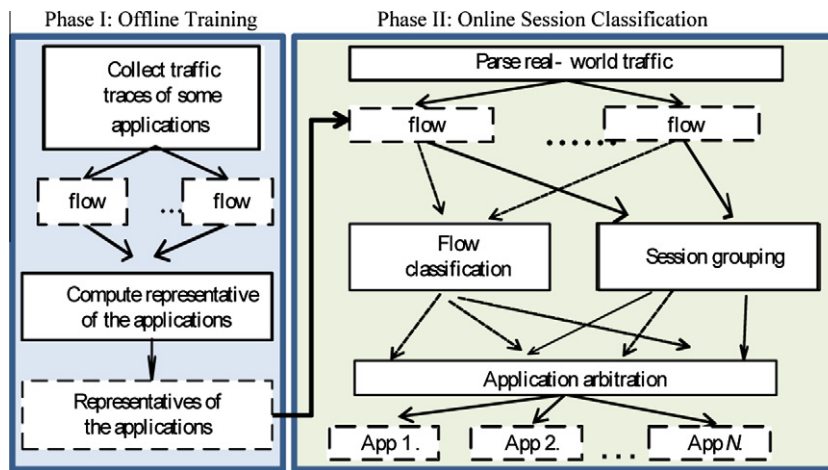 Phase I: Offline Training
Collect traffic
traces of some
applications
flow
...
flow
Compute representative
of the applications
Representatives of
the applications
Phase II: Online Session Classification
Parse real- world traffic
flow
......
flow
Flow
classification
Session grouping
Application arbitration
App 1.
App 2.
...
App N.